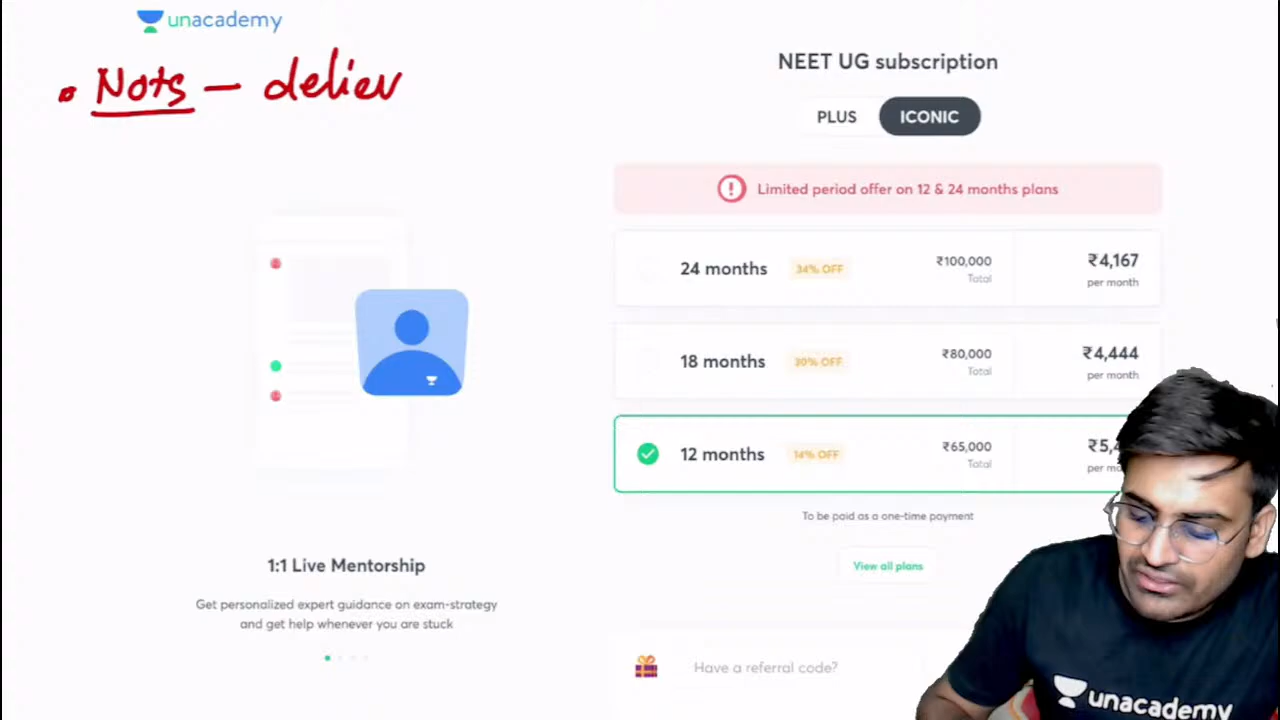 unacademy
• Nots – deliev
NEET UG subscription
PLUS ICONIC
Limited period offer on 12 & 24 months plans
24 months 34% OFF ₹100,000 Total ₹4,167 per month
18 months 30% OFF ₹80,000 Total ₹4,444 per month
12 months 14% OFF ₹65,000 Total ₹5,4
To be paid as a one-time payment
View all plans
1:1 Live Mentorship
Get personalized expert guidance on exam-strategy
and get help whenever you are stuck
Have a referral code?
unacademy